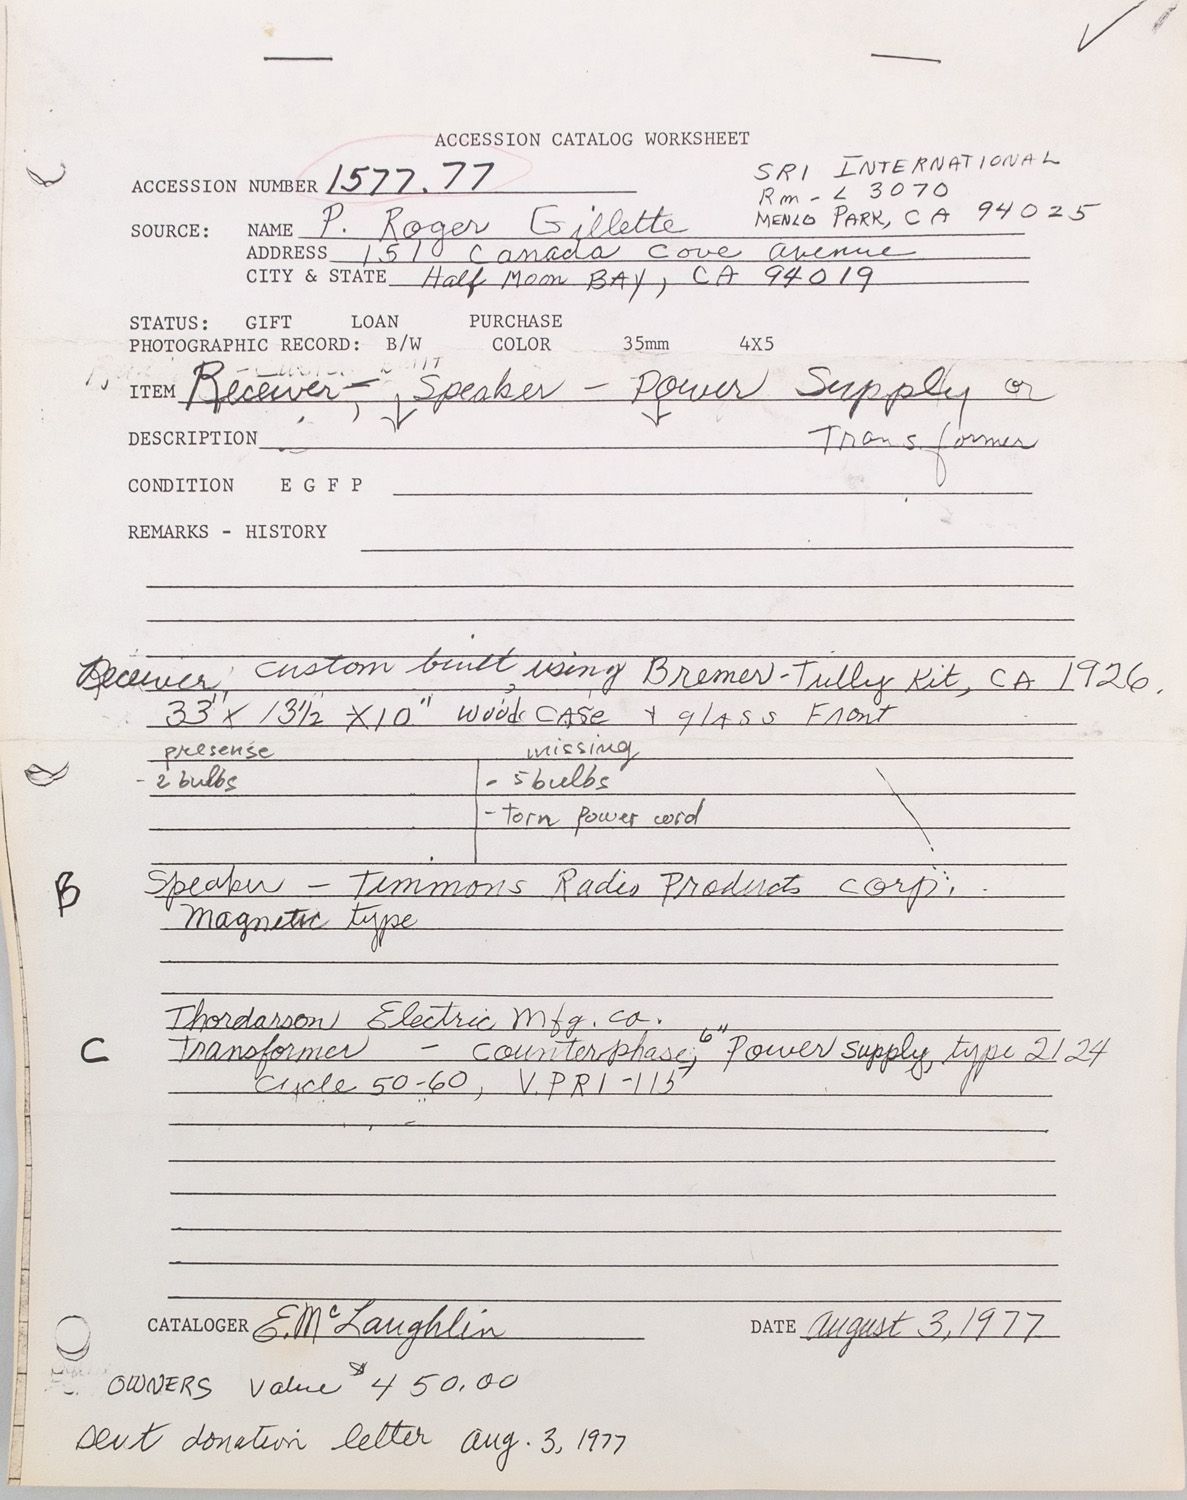 ACCESSION CATALOG WORKSHEET
ACCESSION NUMBER 1577.77
SRI INTERNATIONAL
Rm - L 3070
MENLO PARK, CA 94025
SOURCE: NAME P. Roger Gillette
ADDRESS 151 Canada Cove Avenue
CITY & STATE Half Moon BAY, CA 94019
STATUS: GIFT LOAN PURCHASE
PHOTOGRAPHIC RECORD: B/W COLOR 35mm 4X5
ITEM Receiver - Speaker - Power Supply or
DESCRIPTION Transformer
CONDITION E G F P
REMARKS - HISTORY
Receiver, custom built, using Bremer-Tully Kit, CA 1926.
33" X 13 1/2 X 10" wood CASE + glass Front
presense missing
- 2 bulbs - 5 bulbs
- torn power cord
B Speaker - Timmons Radio Products corp.
Magnetic type
Thordarson Electric Mfg. co.
C Transformer - counterphase, 6" Power Supply, type 2124
Cycle 50-60, V. PRI - 115
CATALOGER E. McLaughlin DATE August 3, 1977
OWNERS Value $450.00
sent donation letter aug. 3, 1977